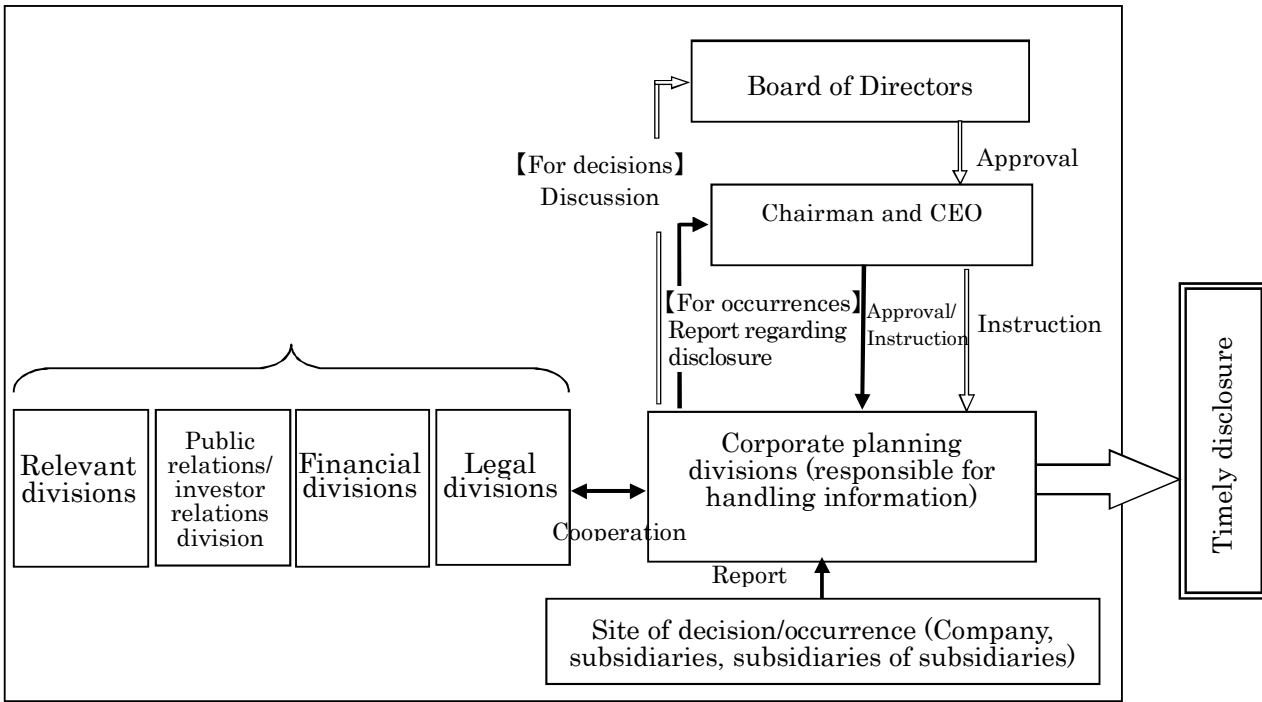 Board of Directors
Approval
【For decisions】
Discussion
Chairman and CEO
【For occurrences】
Report regarding
disclosure
Approval/
Instruction
Instruction
Relevant
divisions
Public
relations/
investor
relations
division
Financial
divisions
Legal
divisions
Cooperation
Corporate planning
divisions (responsible for
handling information)
Timely disclosure
Report
Site of decision/occurrence (Company,
subsidiaries, subsidiaries of subsidiaries)